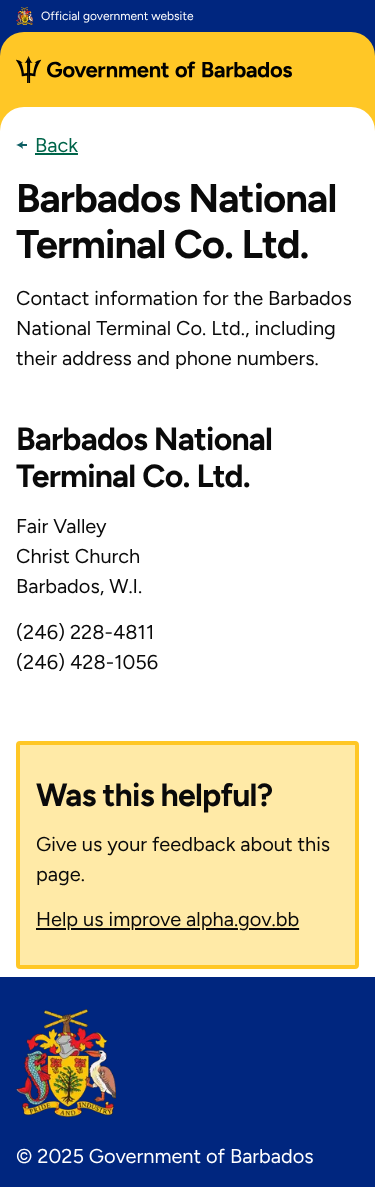 Official government website
Government of Barbados
Back
Barbados National
Terminal Co. Ltd.
Contact information for the Barbados
National Terminal Co. Ltd., including
their address and phone numbers.
Barbados National
Terminal Co. Ltd.
Fair Valley
Christ Church
Barbados, W.I.
(246) 228-4811
(246) 428-1056
Was this helpful?
Give us your feedback about this
page.
Help us improve alpha.gov.bb
PRIDE AND INDUSTRY
© 2025 Government of Barbados